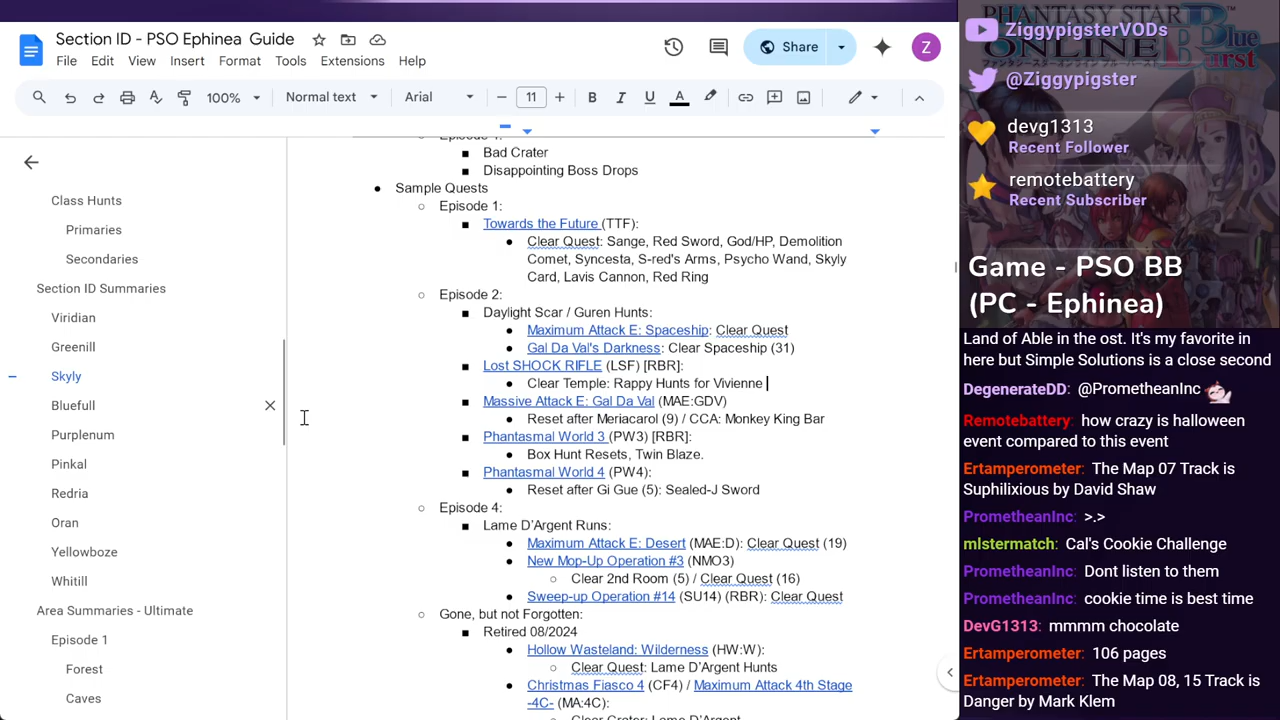 Section ID - PSO Ephinea Guide
File Edit View Insert Format Tools Extensions Help
Share
Z
100% Normal text Arial 11
Class Hunts
Primaries
Secondaries
Section ID Summaries
Viridian
Greenill
Skyly
Bluefull
Purplenum
Pinkal
Redria
Oran
Yellowboze
Whitill
Area Summaries - Ultimate
Episode 1
Forest
Caves
Bad Crater
Disappointing Boss Drops
Sample Quests
Episode 1:
Towards the Future (TTF):
Clear Quest: Sange, Red Sword, God/HP, Demolition
Comet, Syncesta, S-red's Arms, Psycho Wand, Skyly
Card, Lavis Cannon, Red Ring
Episode 2:
Daylight Scar / Guren Hunts:
Maximum Attack E: Spaceship: Clear Quest
Gal Da Val's Darkness: Clear Spaceship (31)
Lost SHOCK RIFLE (LSF) [RBR]:
Clear Temple: Rappy Hunts for Vivienne
Massive Attack E: Gal Da Val (MAE:GDV)
Reset after Meriacarol (9) / CCA: Monkey King Bar
Phantasmal World 3 (PW3) [RBR]:
Box Hunt Resets, Twin Blaze.
Phantasmal World 4 (PW4):
Reset after Gi Gue (5): Sealed-J Sword
Episode 4:
Lame D'Argent Runs:
Maximum Attack E: Desert (MAE:D): Clear Quest (19)
New Mop-Up Operation #3 (NMO3)
Clear 2nd Room (5) / Clear Quest (16)
Sweep-up Operation #14 (SU14) (RBR): Clear Quest
Gone, but not Forgotten:
Retired 08/2024
Hollow Wasteland: Wilderness (HW:W):
Clear Quest: Lame D'Argent Hunts
Christmas Fiasco 4 (CF4) / Maximum Attack 4th Stage
-4C- (MA:4C):
Clear Crater: Lame D'Argent
PHANTASY STAR
ONLINE Blue
Burst
ZiggypigsterVODs
@Ziggypigster
devg1313
Recent Follower
remotebattery
Recent Subscriber
Game - PSO BB
(PC - Ephinea)
Land of Able in the ost. It's my favorite in
here but Simple Solutions is a close second
DegenerateDD: @PrometheanInc
Remotebattery: how crazy is halloween
event compared to this event
Ertamperometer: The Map 07 Track is
Suphilixious by David Shaw
PrometheanInc: >.>
mlstermatch: Cal's Cookie Challenge
PrometheanInc: Dont listen to them
PrometheanInc: cookie time is best time
DevG1313: mmmm chocolate
Ertamperometer: 106 pages
Ertamperometer: The Map 08, 15 Track is
Danger by Mark Klem